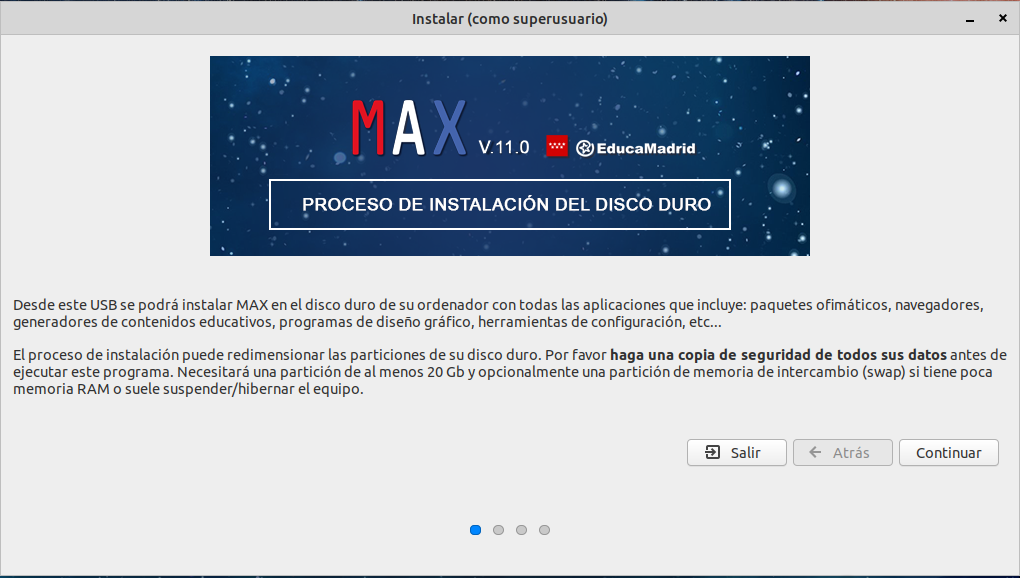 Instalar (como superusuario)
MAX V.11.0 EducaMadrid
PROCESO DE INSTALACIÓN DEL DISCO DURO
Desde este USB se podrá instalar MAX en el disco duro de su ordenador con todas las aplicaciones que incluye: paquetes ofimáticos, navegadores,
generadores de contenidos educativos, programas de diseño gráfico, herramientas de configuración, etc...
El proceso de instalación puede redimensionar las particiones de su disco duro. Por favor haga una copia de seguridad de todos sus datos antes de
ejecutar este programa. Necesitará una partición de al menos 20 Gb y opcionalmente una partición de memoria de intercambio (swap) si tiene poca
memoria RAM o suele suspender/hibernar el equipo.
Salir Atrás Continuar